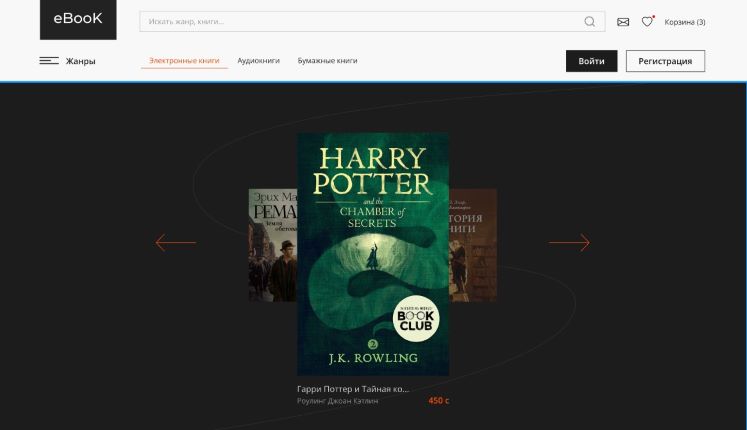 eBooK
Искать жанр, книги...
Корзина (3)
Жанры
Электронные книги
Аудиокниги
Бумажные книги
Войти
Регистрация
HARRY
POTTER
and the
CHAMBER of
SECRETS
Эрих Ма
РЕМА
Земля
обетова
ТОРИЯ
НИГИ
BOOK
CLUB
2
J.K. ROWLING
Гарри Поттер и Тайная ко...
Роулинг Джоан Кэтлин
450 с